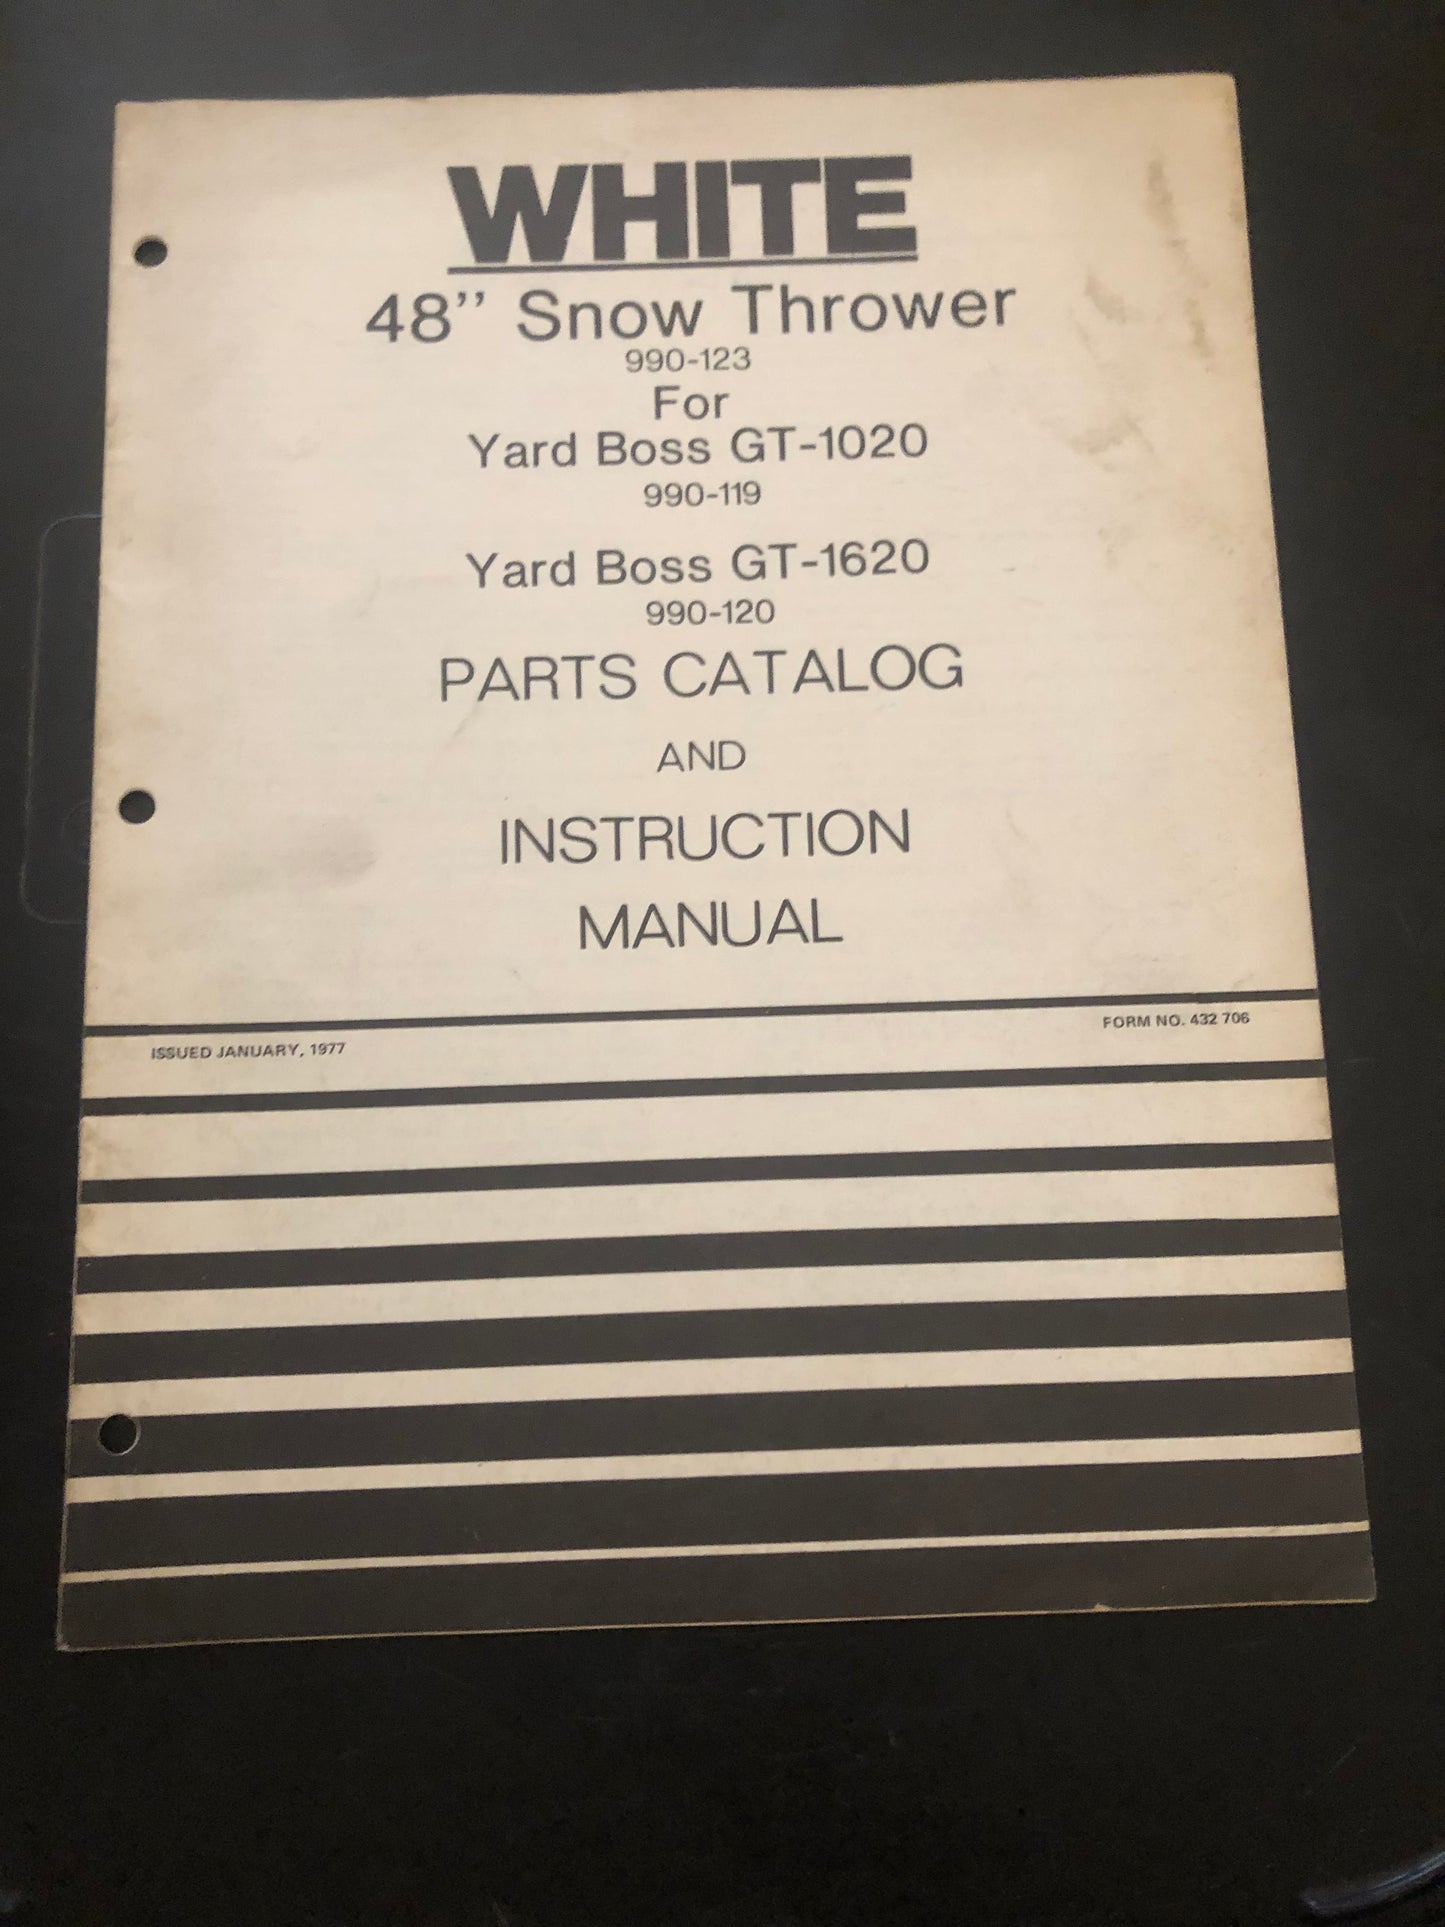 WHITE
48" Snow Thrower
990-123
For
Yard Boss GT-1020
990-119
Yard Boss GT-1620
990-120
PARTS CATALOG
AND
INSTRUCTION
MANUAL
ISSUED JANUARY, 1977
FORM NO. 432 706